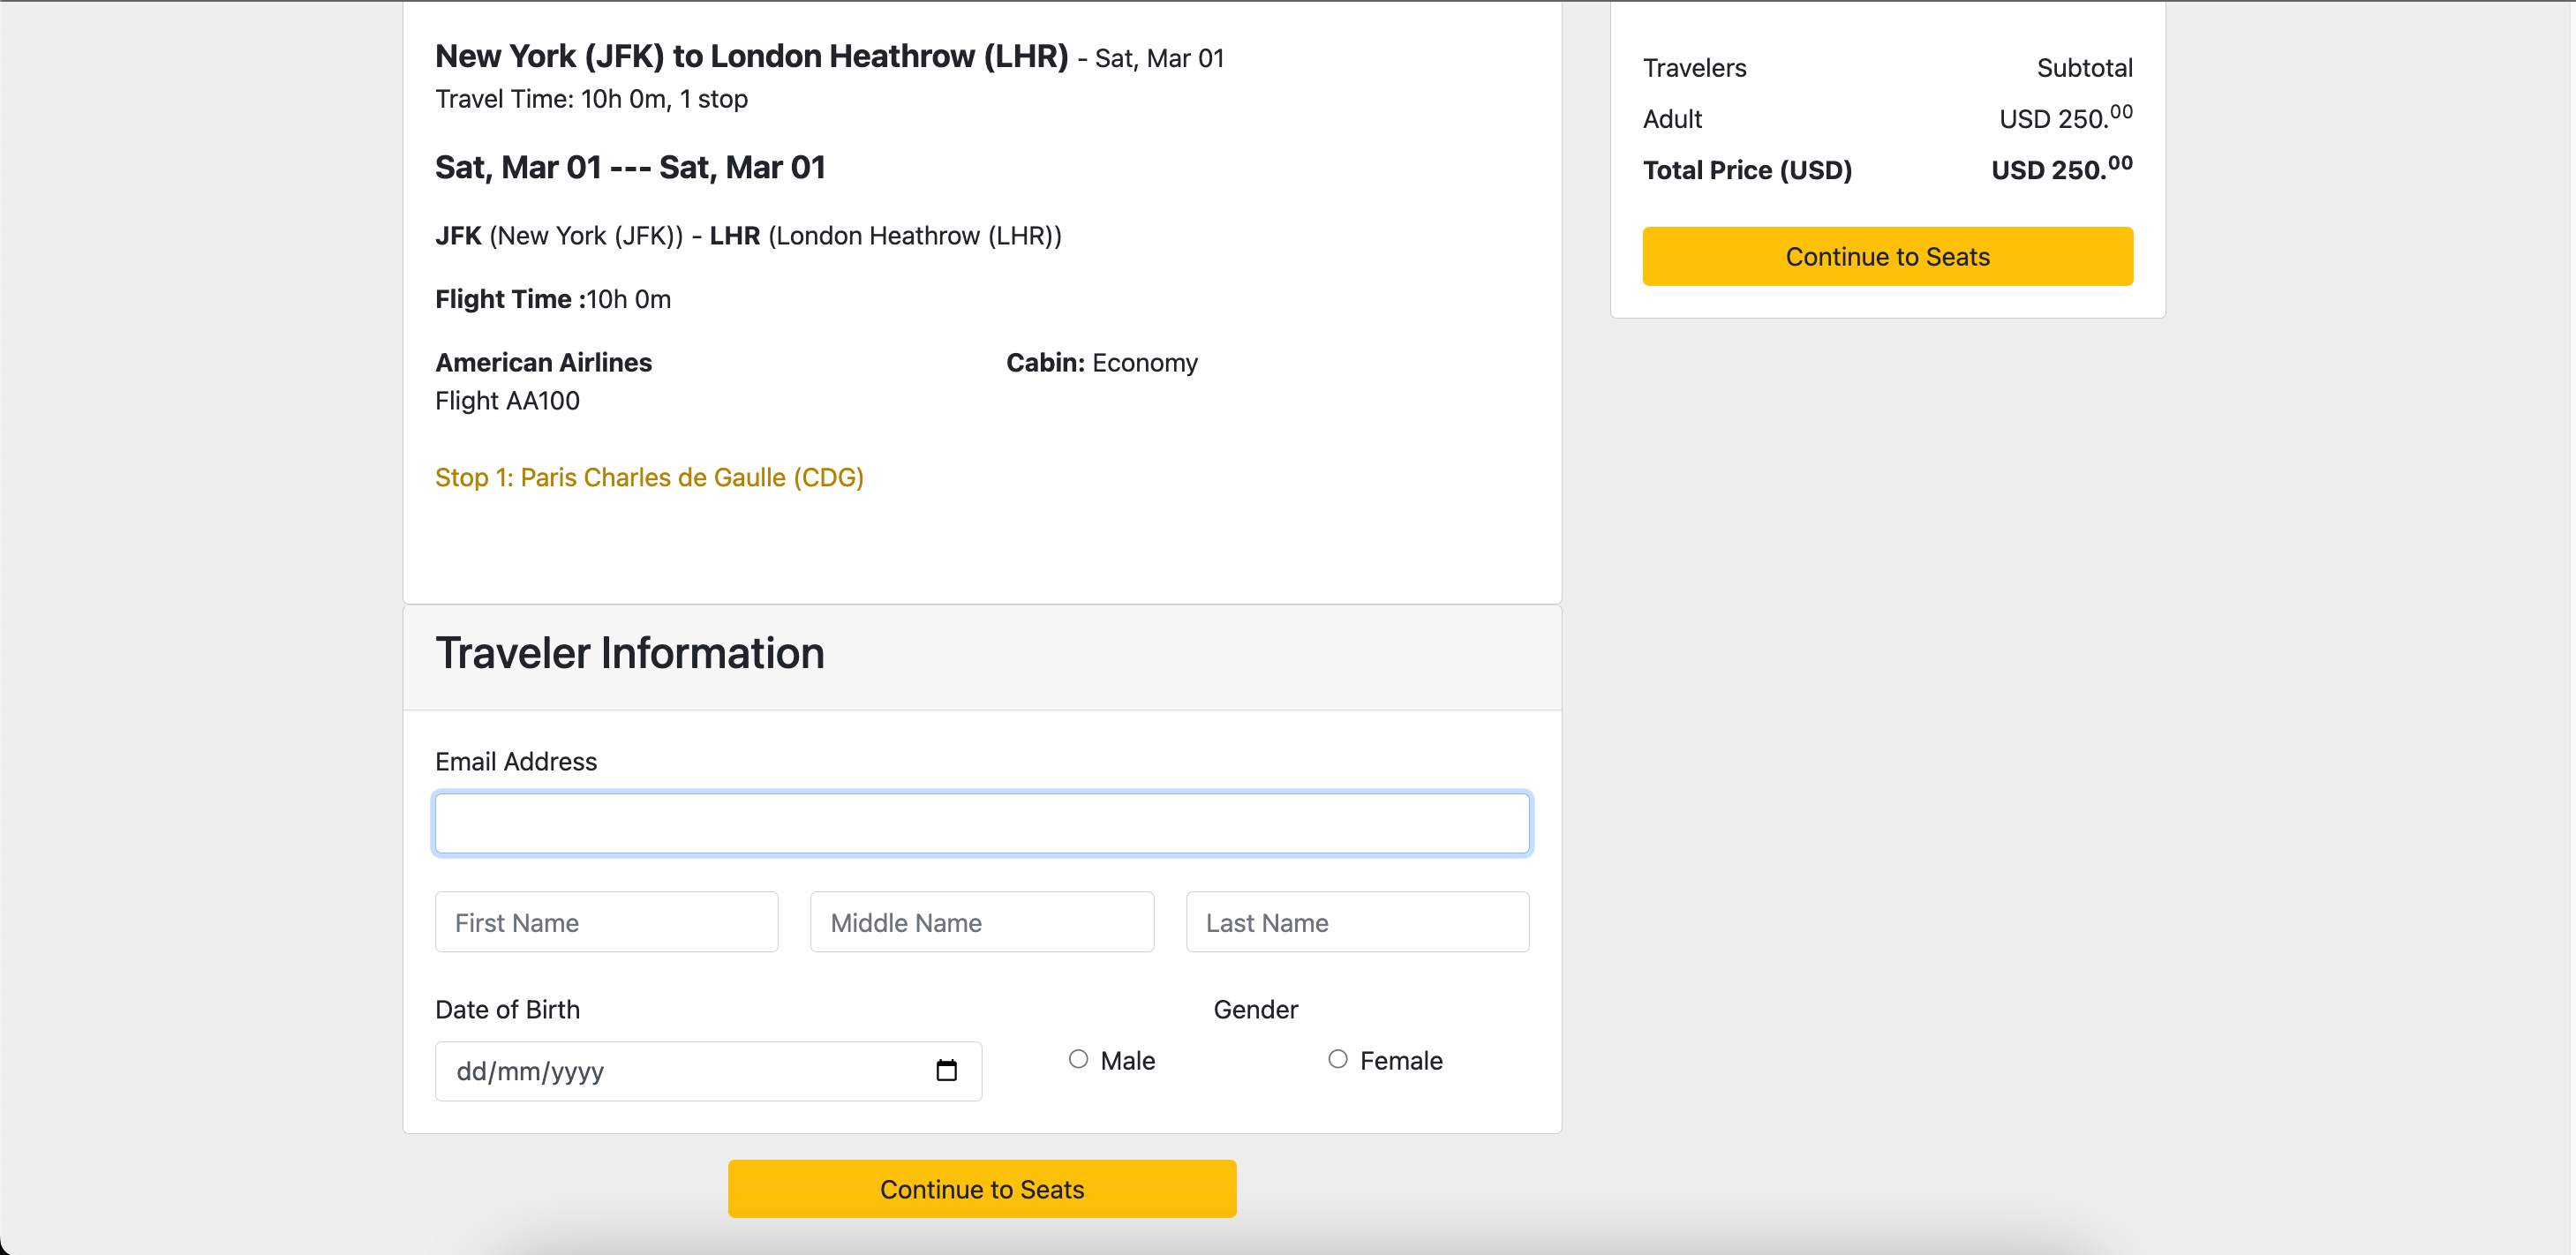 New York (JFK) to London Heathrow (LHR) - Sat, Mar 01
Travel Time: 10h 0m, 1 stop
Sat, Mar 01 --- Sat, Mar 01
JFK (New York (JFK)) - LHR (London Heathrow (LHR))
Flight Time :10h 0m
American Airlines
Cabin: Economy
Flight AA100
Stop 1: Paris Charles de Gaulle (CDG)
Traveler Information
Email Address
First Name
Middle Name
Last Name
Date of Birth
Gender
dd/mm/yyyy
Male
Female
Continue to Seats
Travelers Subtotal
Adult USD 250.00
Total Price (USD) USD 250.00
Continue to Seats